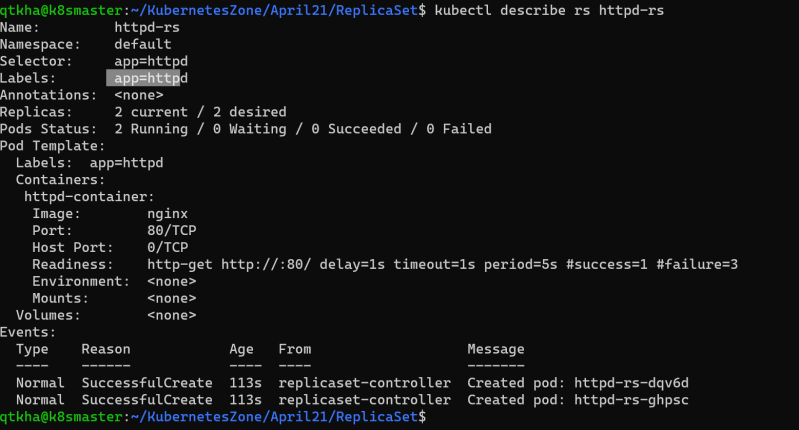 qtkha@k8smaster:~/KubernetesZone/April21/ReplicaSet$ kubectl describe rs httpd-rs
Name:         httpd-rs
Namespace:    default
Selector:     app=httpd
Labels:       app=httpd
Annotations:  <none>
Replicas:     2 current / 2 desired
Pods Status:  2 Running / 0 Waiting / 0 Succeeded / 0 Failed
Pod Template:
  Labels:  app=httpd
  Containers:
   httpd-container:
    Image:        nginx
    Port:         80/TCP
    Host Port:    0/TCP
    Readiness:    http-get http://:80/ delay=1s timeout=1s period=5s #success=1 #failure=3
    Environment:  <none>
    Mounts:       <none>
  Volumes:        <none>
Events:
  Type    Reason            Age   From                   Message
  ----    ------            ----  ----                   -------
  Normal  SuccessfulCreate  113s  replicaset-controller  Created pod: httpd-rs-dqv6d
  Normal  SuccessfulCreate  113s  replicaset-controller  Created pod: httpd-rs-ghpsc
qtkha@k8smaster:~/KubernetesZone/April21/ReplicaSet$